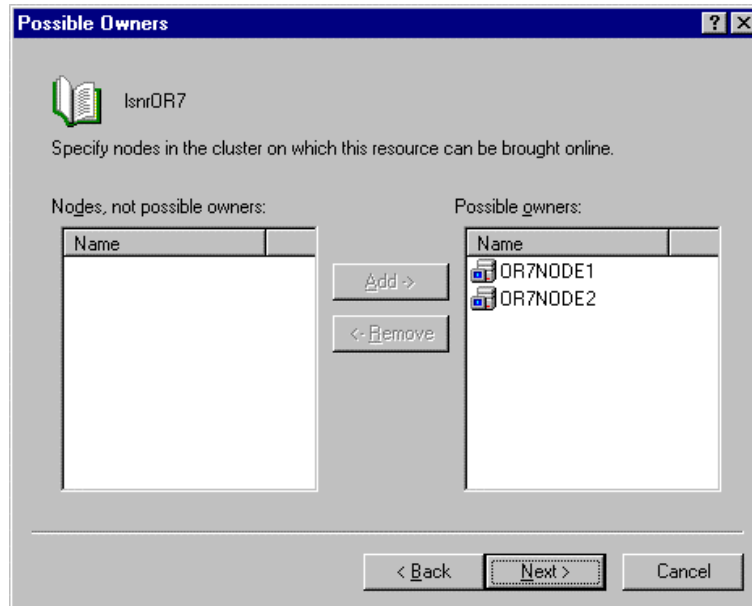 Possible Owners
lsnrOR7
Specify nodes in the cluster on which this resource can be brought online.
Nodes, not possible owners:
Name
Add ->
<- Remove
Possible owners:
Name
OR7NODE1
OR7NODE2
< Back
Next >
Cancel